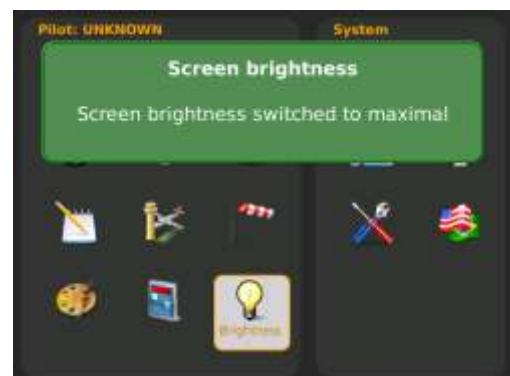 Pilot: UNKNOWN
System
Screen brightness
Screen brightness switched to maximal
Brightness